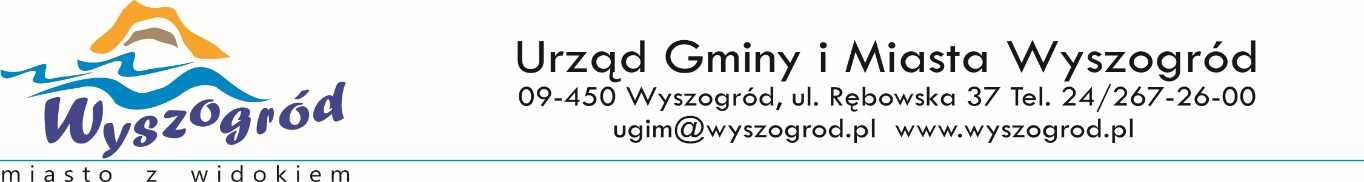 Wyszogród
miasto z widokiem
Urząd Gminy i Miasta Wyszogród
09-450 Wyszogród, ul. Rębowska 37 Tel. 24/267-26-00
ugim@wyszogrod.pl www.wyszogrod.pl